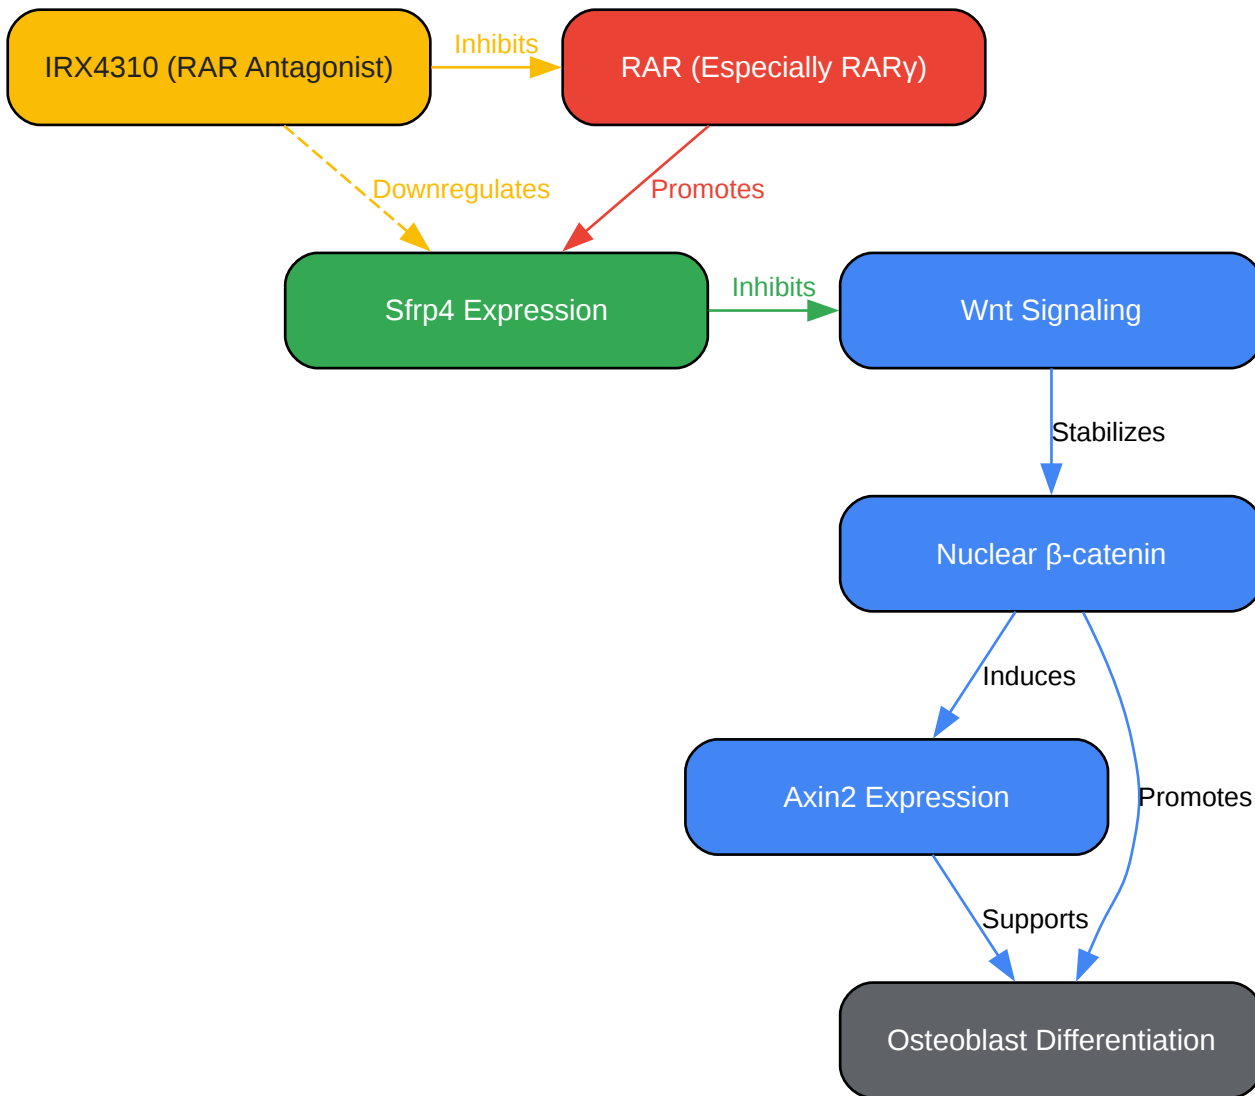 Inhibits
IRX4310 (RAR Antagonist)
RAR (Especially RARγ)
Downregulates
Promotes
Inhibits
Sfrp4 Expression
Wnt Signaling
Stabilizes
Nuclear β-catenin
Induces
Axin2 Expression
Promotes
Supports
Osteoblast Differentiation